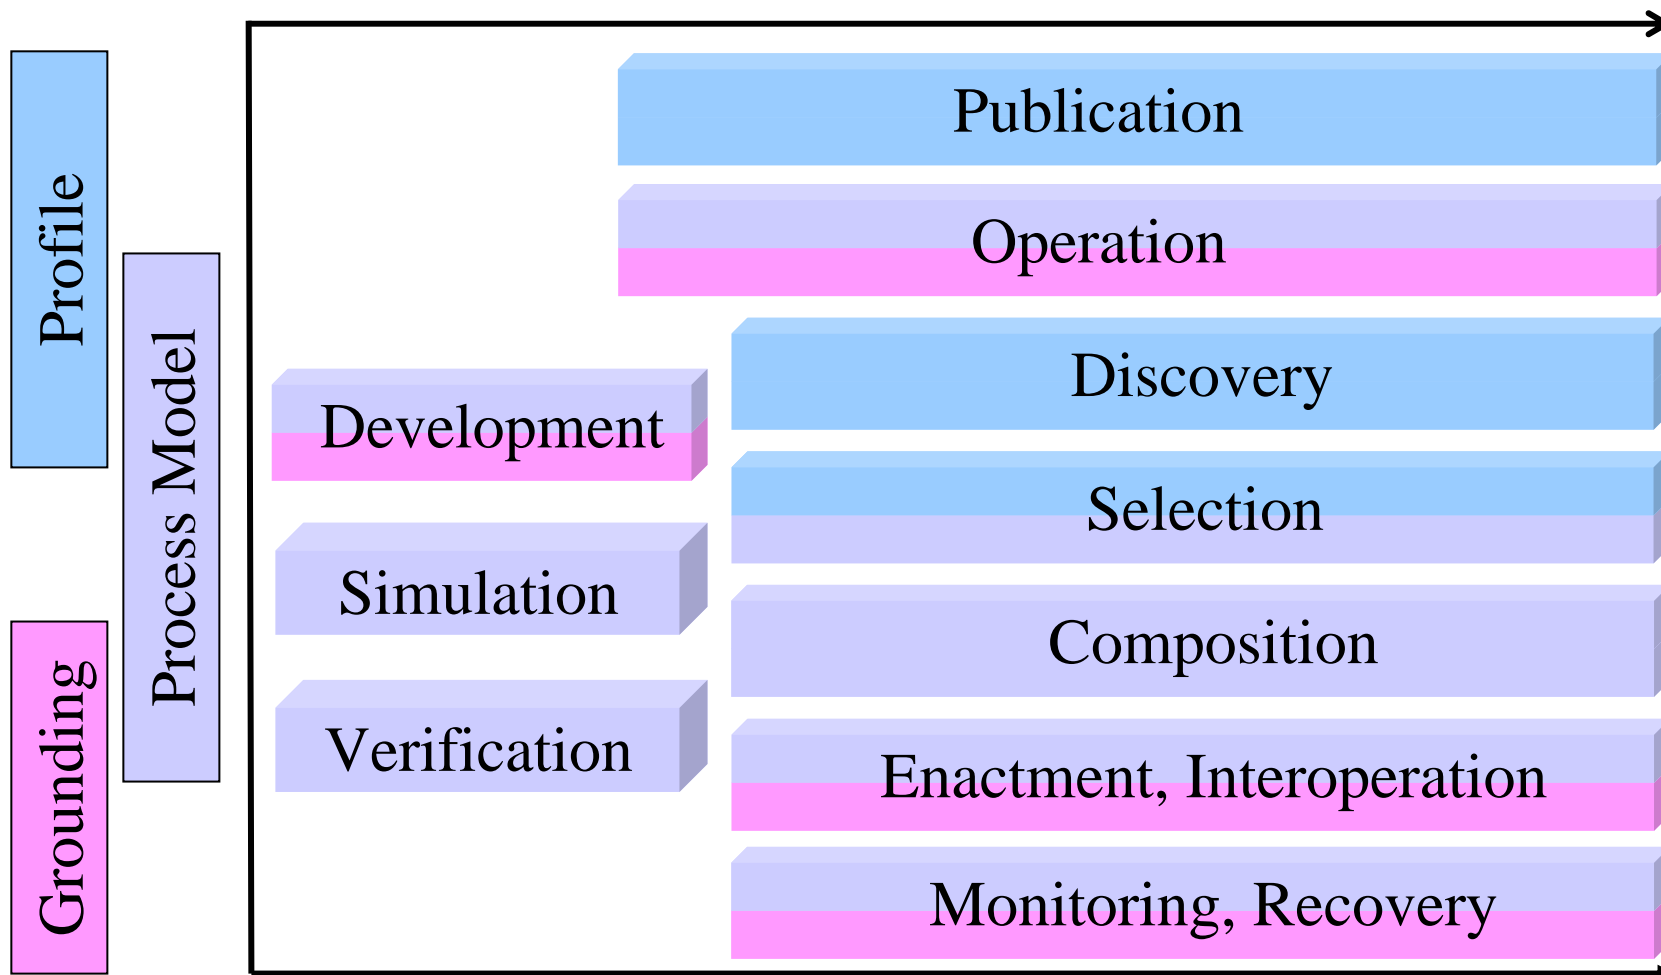 Profile
Process Model
Grounding
Publication
Operation
Development
Simulation
Verification
Discovery
Selection
Composition
Enactment, Interoperation
Monitoring, Recovery